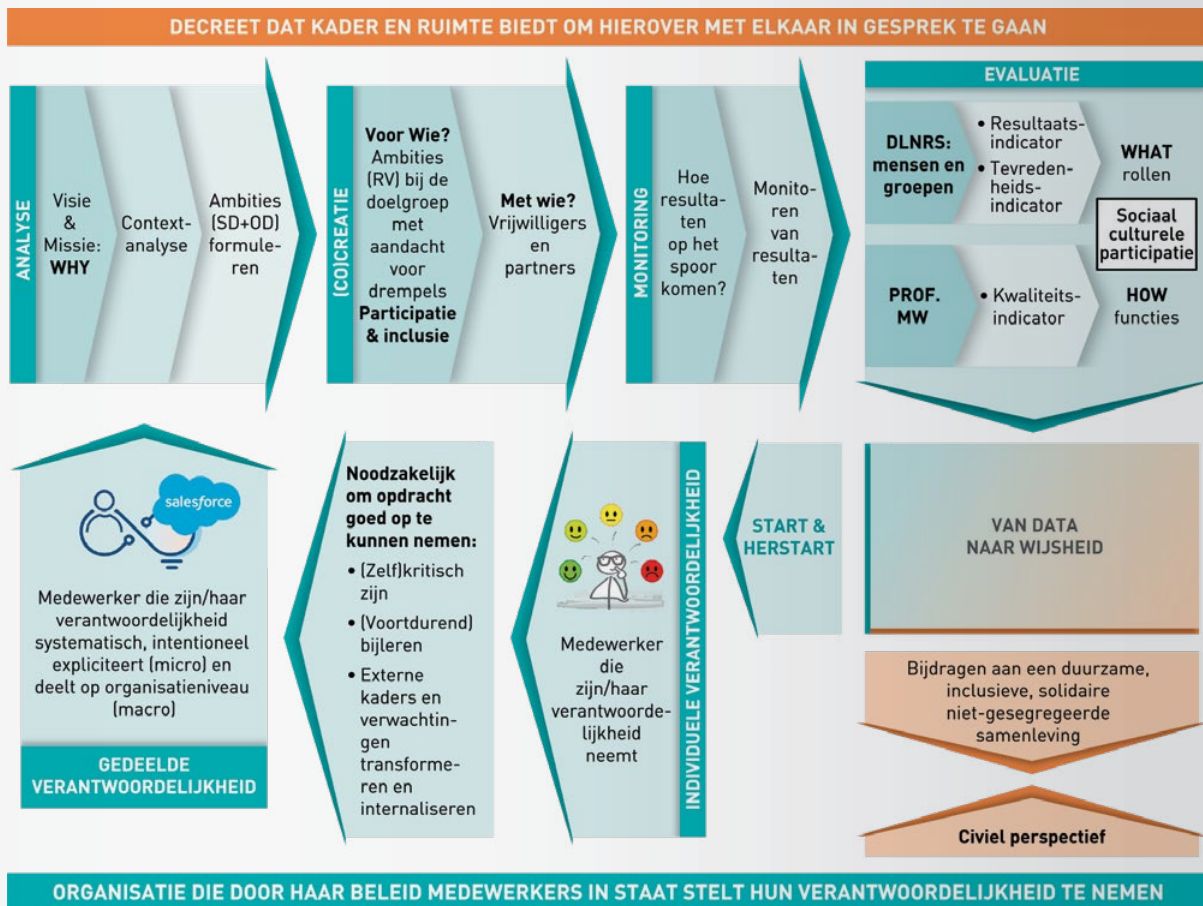 DECREET DAT KADER EN RUIMTE BIEDT OM HIEROVER MET ELKAAR IN GESPREK TE GAAN
ANALYSE
Visie
&
Missie:
WHY
Context-
analyse
Ambities
(SD+OD)
formule-
ren
(CO)CREATIE
Voor Wie?
Ambities
(RV) bij de
doelgroep
met
aandacht
voor
drempels
Participatie
& inclusie
Met wie?
Vrijwilligers
en
partners
MONITORING
Hoe
resulta-
ten
op het
spoor
komen?
Monito-
ren
van
resulta-
ten
EVALUATIE
DLNRS:
mensen en
groepen
• Resultaats-
indicator
• Tevreden-
heids-
indicator
WHAT
rollen
Sociaal
culturele
participatie
PROF.
MW
• Kwaliteits-
indicator
HOW
functies
VAN DATA
NAAR WIJSHEID
Bijdragen aan een duurzame,
inclusieve, solidaire
niet-gesegregeerde
samenleving
Civiel perspectief
START &
HERSTART
INDIVIDUELE VERANTWOORDELIJKHEID
Medewerker
die
zijn/haar
verantwoorde-
lijkheid
neemt
Noodzakelijk
om opdracht
goed op te
kunnen nemen:
• (Zelf)kritisch
zijn
• (Voortdurend)
bijleren
• Externe
kaders en
verwachtin-
gen
transforme-
ren en
internaliseren
salesforce
Medewerker die zijn/haar
verantwoordelijkheid
systematisch, intentioneel
expliciteert (micro) en
deelt op organisatieniveau
(macro)
GEDEELDE
VERANTWOORDELIJKHEID
ORGANISATIE DIE DOOR HAAR BELEID MEDEWERKERS IN STAAT STELT HUN VERANTWOORDELIJKHEID TE NEMEN